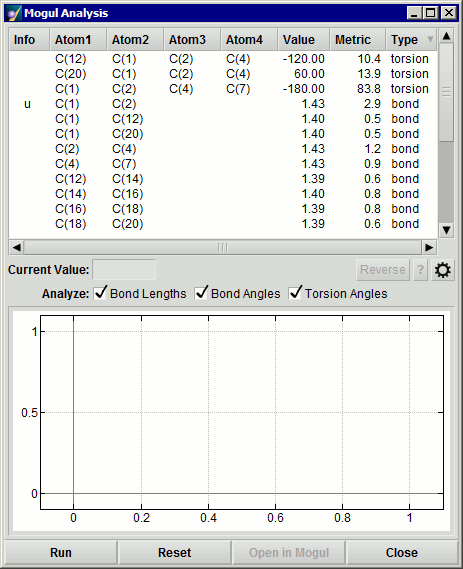 Mogul Analysis
Info Atom1 Atom2 Atom3 Atom4 Value Metric Type
C(12) C(1) C(2) C(4) -120.00 10.4 torsion
C(20) C(1) C(2) C(4) 60.00 13.9 torsion
C(1) C(2) C(4) C(7) -180.00 83.8 torsion
u C(1) C(2) 1.43 2.9 bond
C(1) C(12) 1.40 0.5 bond
C(1) C(20) 1.40 0.5 bond
C(2) C(4) 1.43 1.2 bond
C(4) C(7) 1.43 0.9 bond
C(12) C(14) 1.39 0.6 bond
C(14) C(16) 1.40 0.8 bond
C(16) C(18) 1.39 0.8 bond
C(18) C(20) 1.39 0.6 bond
Current Value: Reverse ?
Analyze: Bond Lengths Bond Angles Torsion Angles
1
0.5
0
0 0.2 0.4 0.6 0.8 1
Run Reset Open in Mogul Close